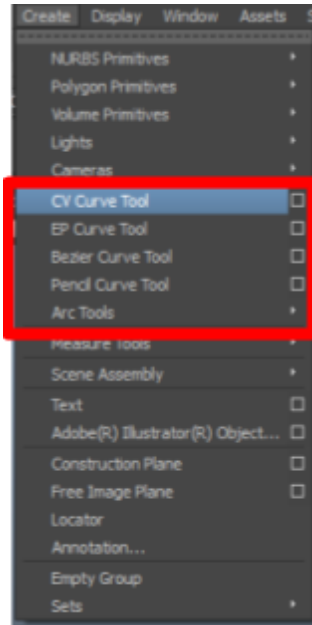 Create Display Window Assets
NURBS Primitives
Polygon Primitives
Volume Primitives
Lights
Cameras
CV Curve Tool
EP Curve Tool
Bezier Curve Tool
Pencil Curve Tool
Arc Tools
Measure Tools
Scene Assembly
Text
Adobe(R) Illustrator(R) Object...
Construction Plane
Free Image Plane
Locator
Annotation...
Empty Group
Sets